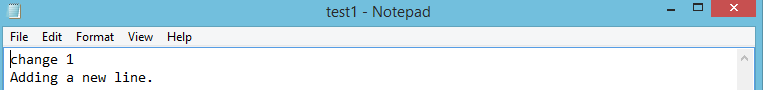 test1 - Notepad
File Edit Format View Help
change 1
Adding a new line.